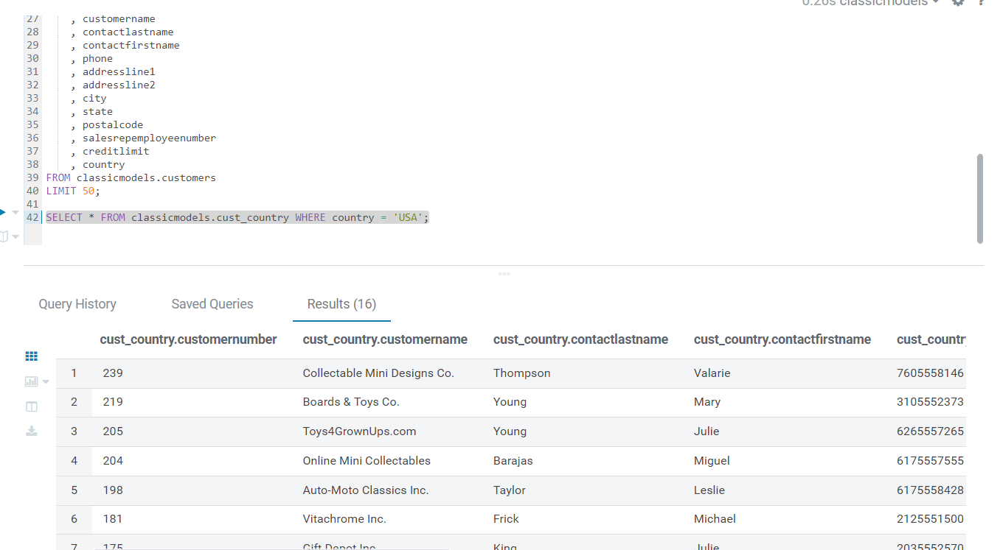 0.26s classicmodels ?
27 , customername
28 , contactlastname
29 , contactfirstname
30 , phone
31 , addressline1
32 , addressline2
33 , city
34 , state
35 , postalcode
36 , salesrepemployeenumber
37 , creditlimit
38 , country
39 FROM classicmodels.customers
40 LIMIT 50;
41
42 SELECT * FROM classicmodels.cust_country WHERE country = 'USA';
Query History Saved Queries Results (16)
cust_country.customernumber cust_country.customername cust_country.contactlastname cust_country.contactfirstname cust_country
1 239 Collectable Mini Designs Co. Thompson Valarie 7605558146
2 219 Boards & Toys Co. Young Mary 3105552373
3 205 Toys4GrownUps.com Young Julie 6265557265
4 204 Online Mini Collectables Barajas Miguel 6175557555
5 198 Auto-Moto Classics Inc. Taylor Leslie 6175558428
6 181 Vitachrome Inc. Frick Michael 2125551500
7 175 Gift Depot Inc. King Julie 2035552570